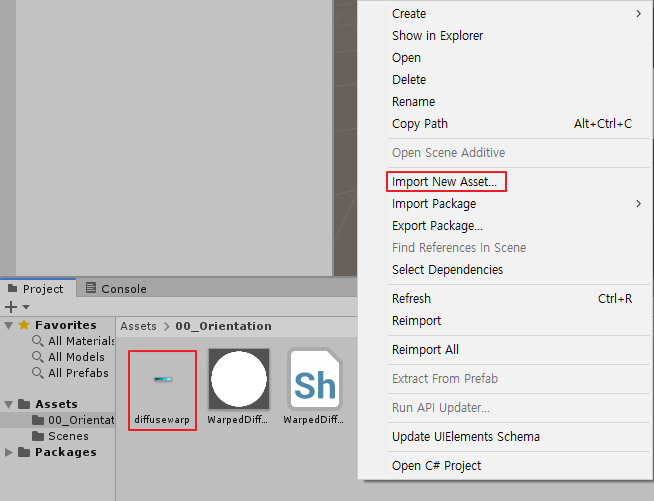 Create
Show in Explorer
Open
Delete
Rename
Copy Path Alt+Ctrl+C
Open Scene Additive
Import New Asset...
Import Package
Export Package...
Find References In Scene
Select Dependencies
Refresh Ctrl+R
Reimport
Reimport All
Extract From Prefab
Run API Updater...
Update UIElements Schema
Open C# Project
Project Console
Favorites
All Materials
All Models
All Prefabs
Assets
00_Orientat
Scenes
Packages
Assets > 00_Orientation
Sh
diffusewarp WarpedDiff... WarpedDiff...